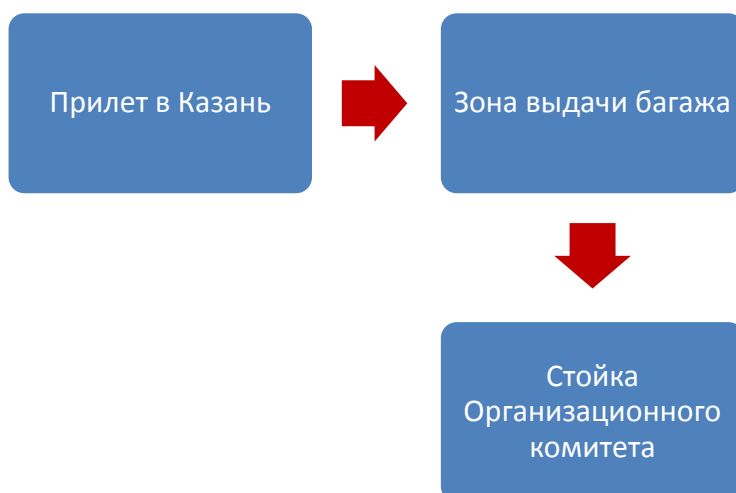 Прилет в Казань
Зона выдачи багажа
Стойка
Организационного
комитета